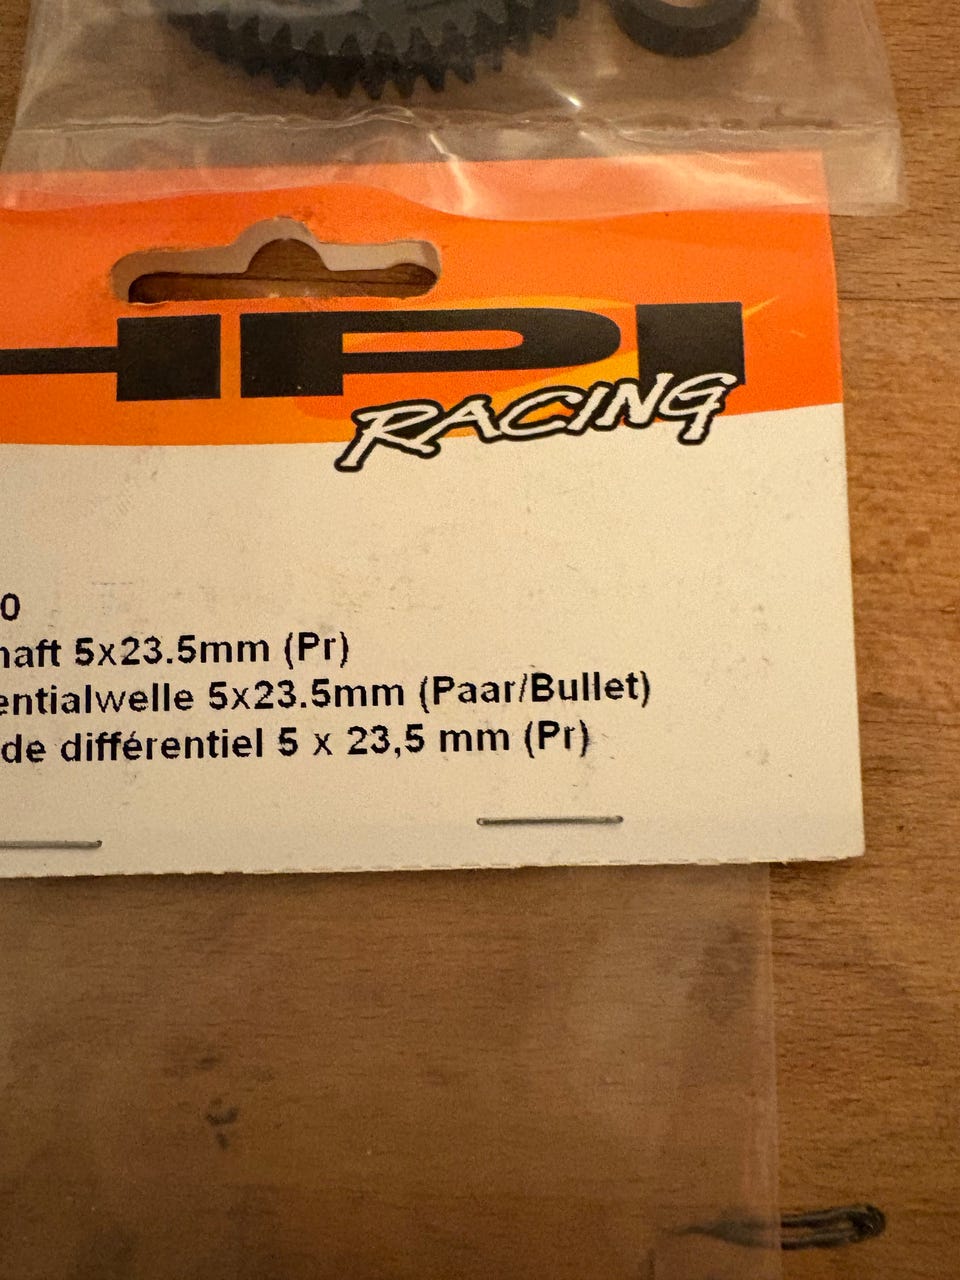 HPI
RACING
0
haft 5x23.5mm (Pr)
entialwelle 5x23.5mm (Paar/Bullet)
de différentiel 5 x 23,5 mm (Pr)